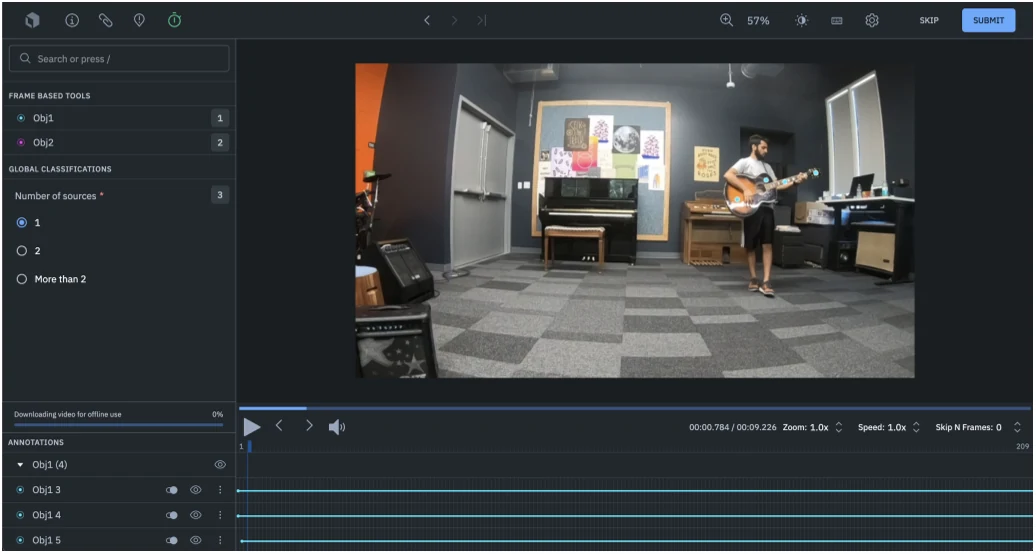 57%
SKIP
SUBMIT
Search or press /
FRAME BASED TOOLS
Obj1
1
Obj2
2
GLOBAL CLASSIFICATIONS
Number of sources *
3
1
2
More than 2
Downloading video for offline use
0%
00:00.784 / 00:09.226
Zoom: 1.0x
Speed: 1.0x
Skip N Frames: 0
ANNOTATIONS
1
209
Obj1 (4)
Obj1 3
Obj1 4
Obj1 5